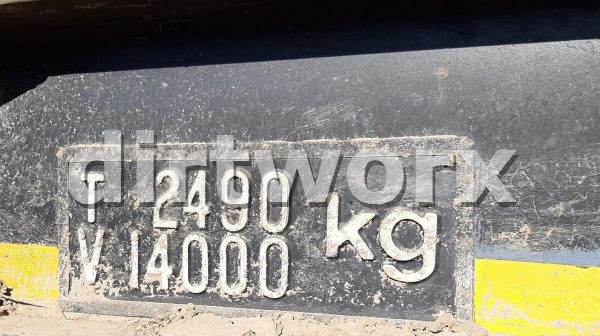 dirtworx
T 2490
V 14000
kg